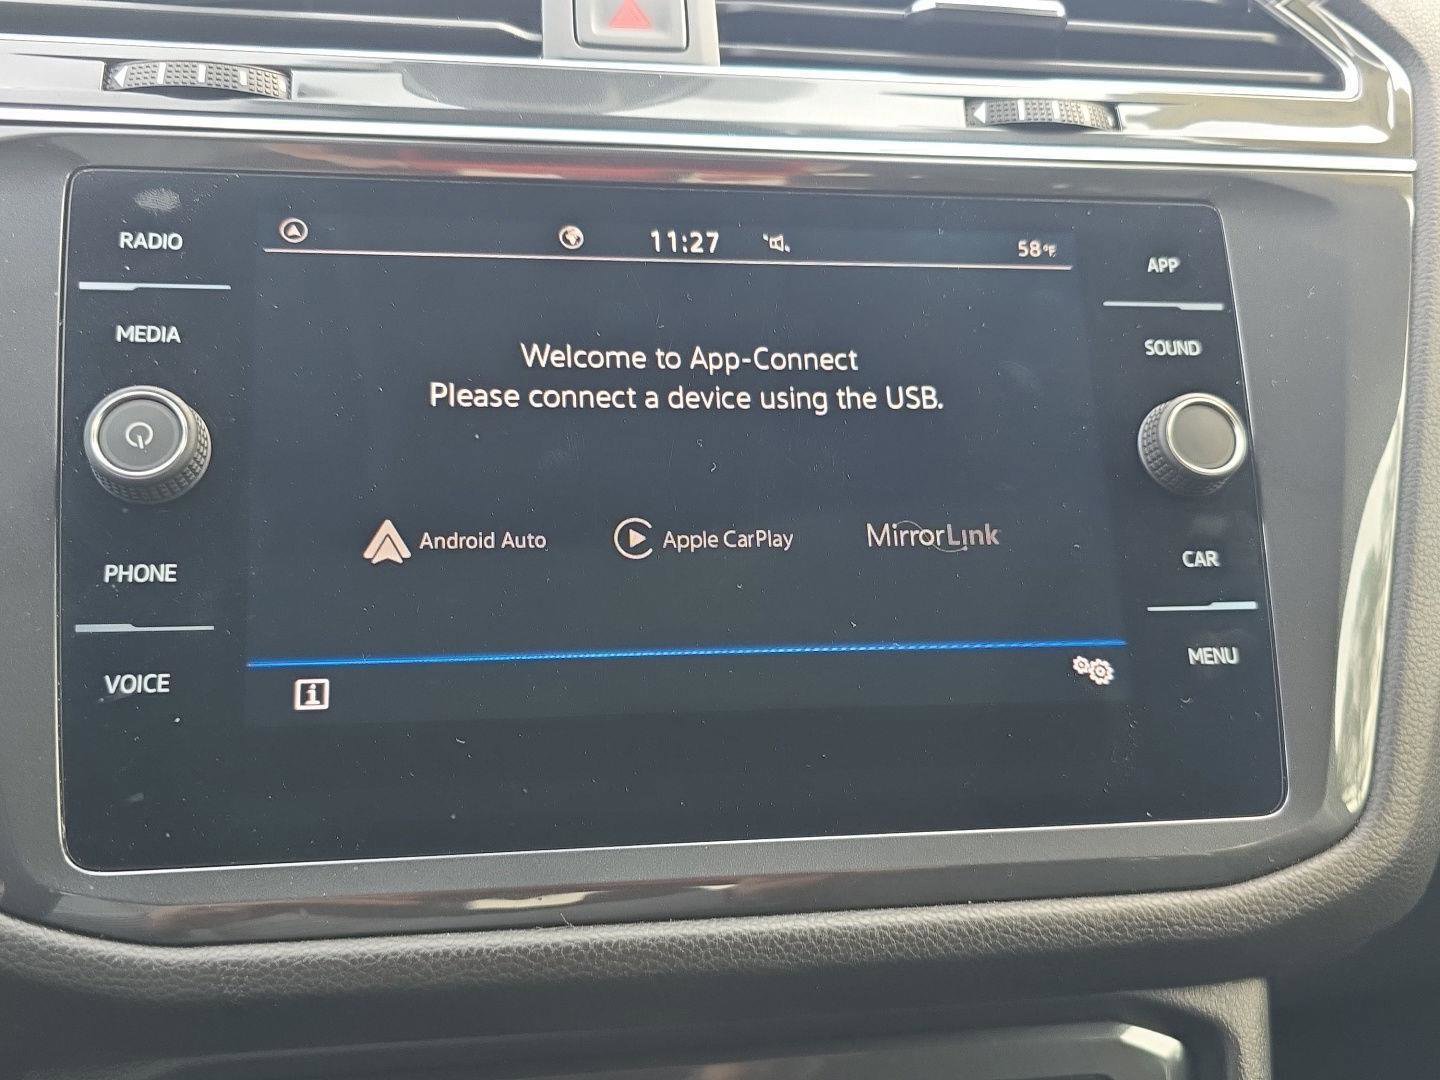 RADIO
MEDIA
PHONE
VOICE
11:27
58°F
Welcome to App-Connect
Please connect a device using the USB.
Android Auto
Apple CarPlay
MirrorLink
i
APP
SOUND
CAR
MENU